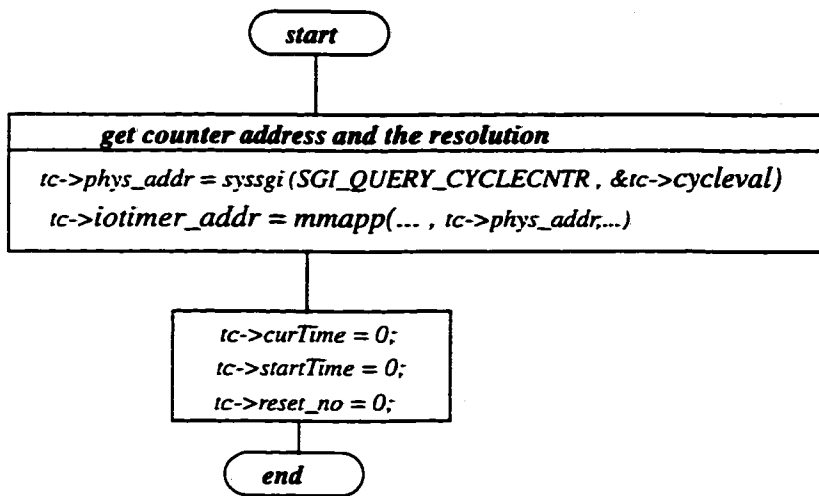 start
get counter address and the resolution
tc->phys_addr = syssgi (SGI_QUERY_CYCLECNTR , &tc->cycleval)
tc->iotimer_addr = mmapp(... , tc->phys_addr,...)
tc->curTime = 0;
tc->startTime = 0;
tc->reset_no = 0;
end